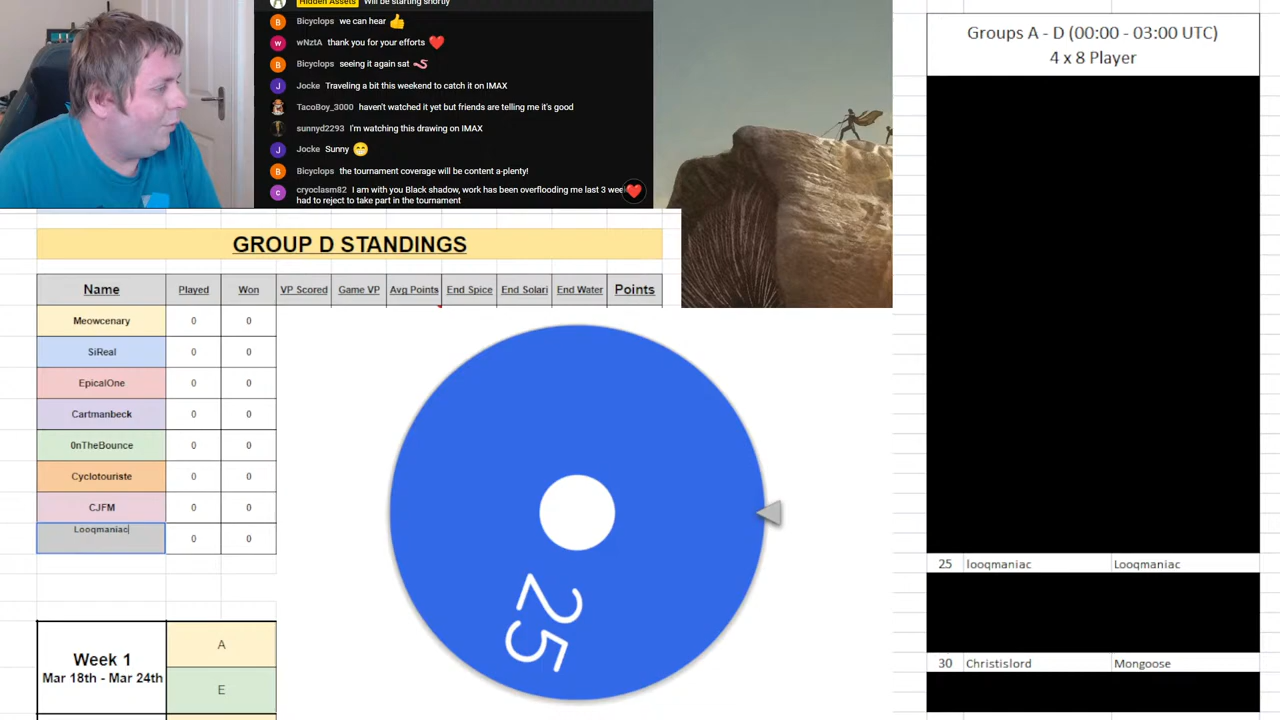 Hidden Assets Will be starting shortly
Bicyclops we can hear 👍
wNztA thank you for your efforts ❤️
Bicyclops seeing it again sat 🪱
Jocke Traveling a bit this weekend to catch it on IMAX
TacoBoy_3000 haven't watched it yet but friends are telling me it's good
sunnyd2293 I'm watching this drawing on IMAX
Jocke Sunny 😁
Bicyclops the tournament coverage will be content a-plenty!
cryoclasm82 I am with you Black shadow, work has been overflooding me last 3
had to reject to take part in the tournament
GROUP D STANDINGS
Name Played Won VP Scored Game VP Avg Points End Spice End Solari End Water Points
Meowcenary 0 0
SiReal 0 0
EpicalOne 0 0
Cartmanbeck 0 0
0nTheBounce 0 0
Cyclotouriste 0 0
CJFM 0 0
Looqmaniac 0 0
Week 1
Mar 18th - Mar 24th
A
E
25
Groups A - D (00:00 - 03:00 UTC)
4 x 8 Player
25 looqmaniac Looqmaniac
30 Christislord Mongoose